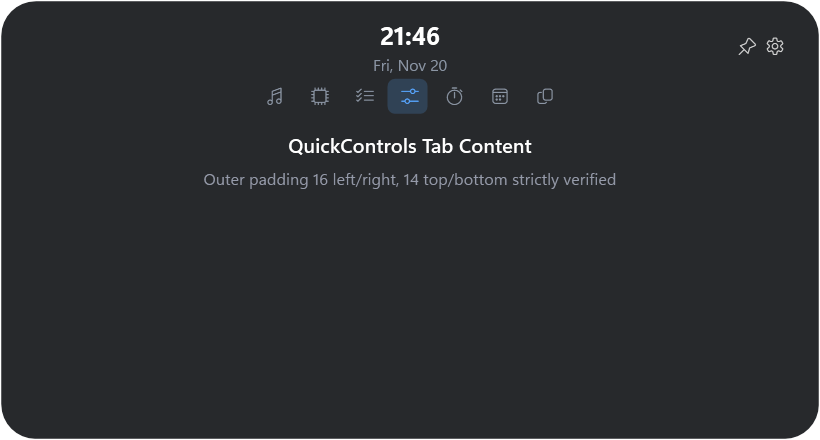 21:46
Fri, Nov 20
QuickControls Tab Content
Outer padding 16 left/right, 14 top/bottom strictly verified